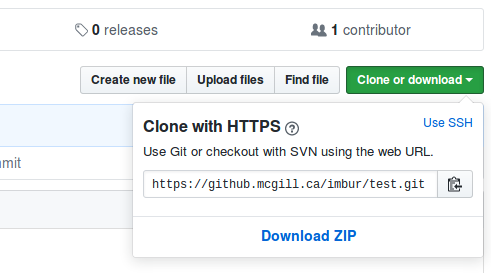 0 releases
1 contributor
Create new file
Upload files
Find file
Clone or download
Clone with HTTPS
Use SSH
Use Git or checkout with SVN using the web URL.
https://github.mcgill.ca/imbur/test.git
Download ZIP